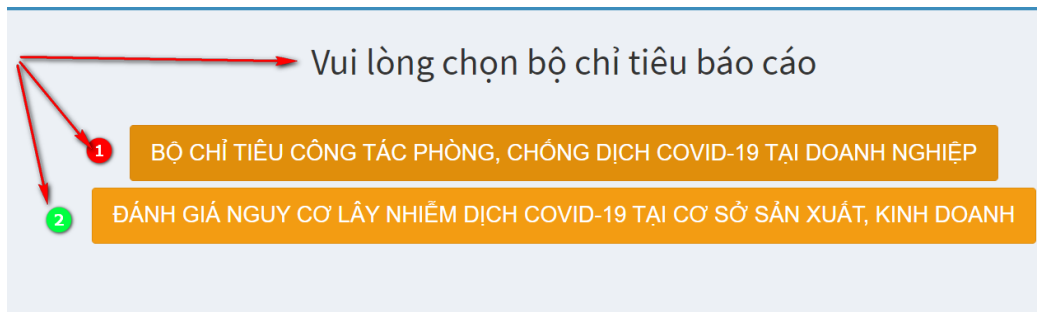 Vui lòng chọn bộ chỉ tiêu báo cáo
1 BỘ CHỈ TIÊU CÔNG TÁC PHÒNG, CHỐNG DỊCH COVID-19 TẠI DOANH NGHIỆP
2 ĐÁNH GIÁ NGUY CƠ LÂY NHIỄM DỊCH COVID-19 TẠI CƠ SỞ SẢN XUẤT, KINH DOANH